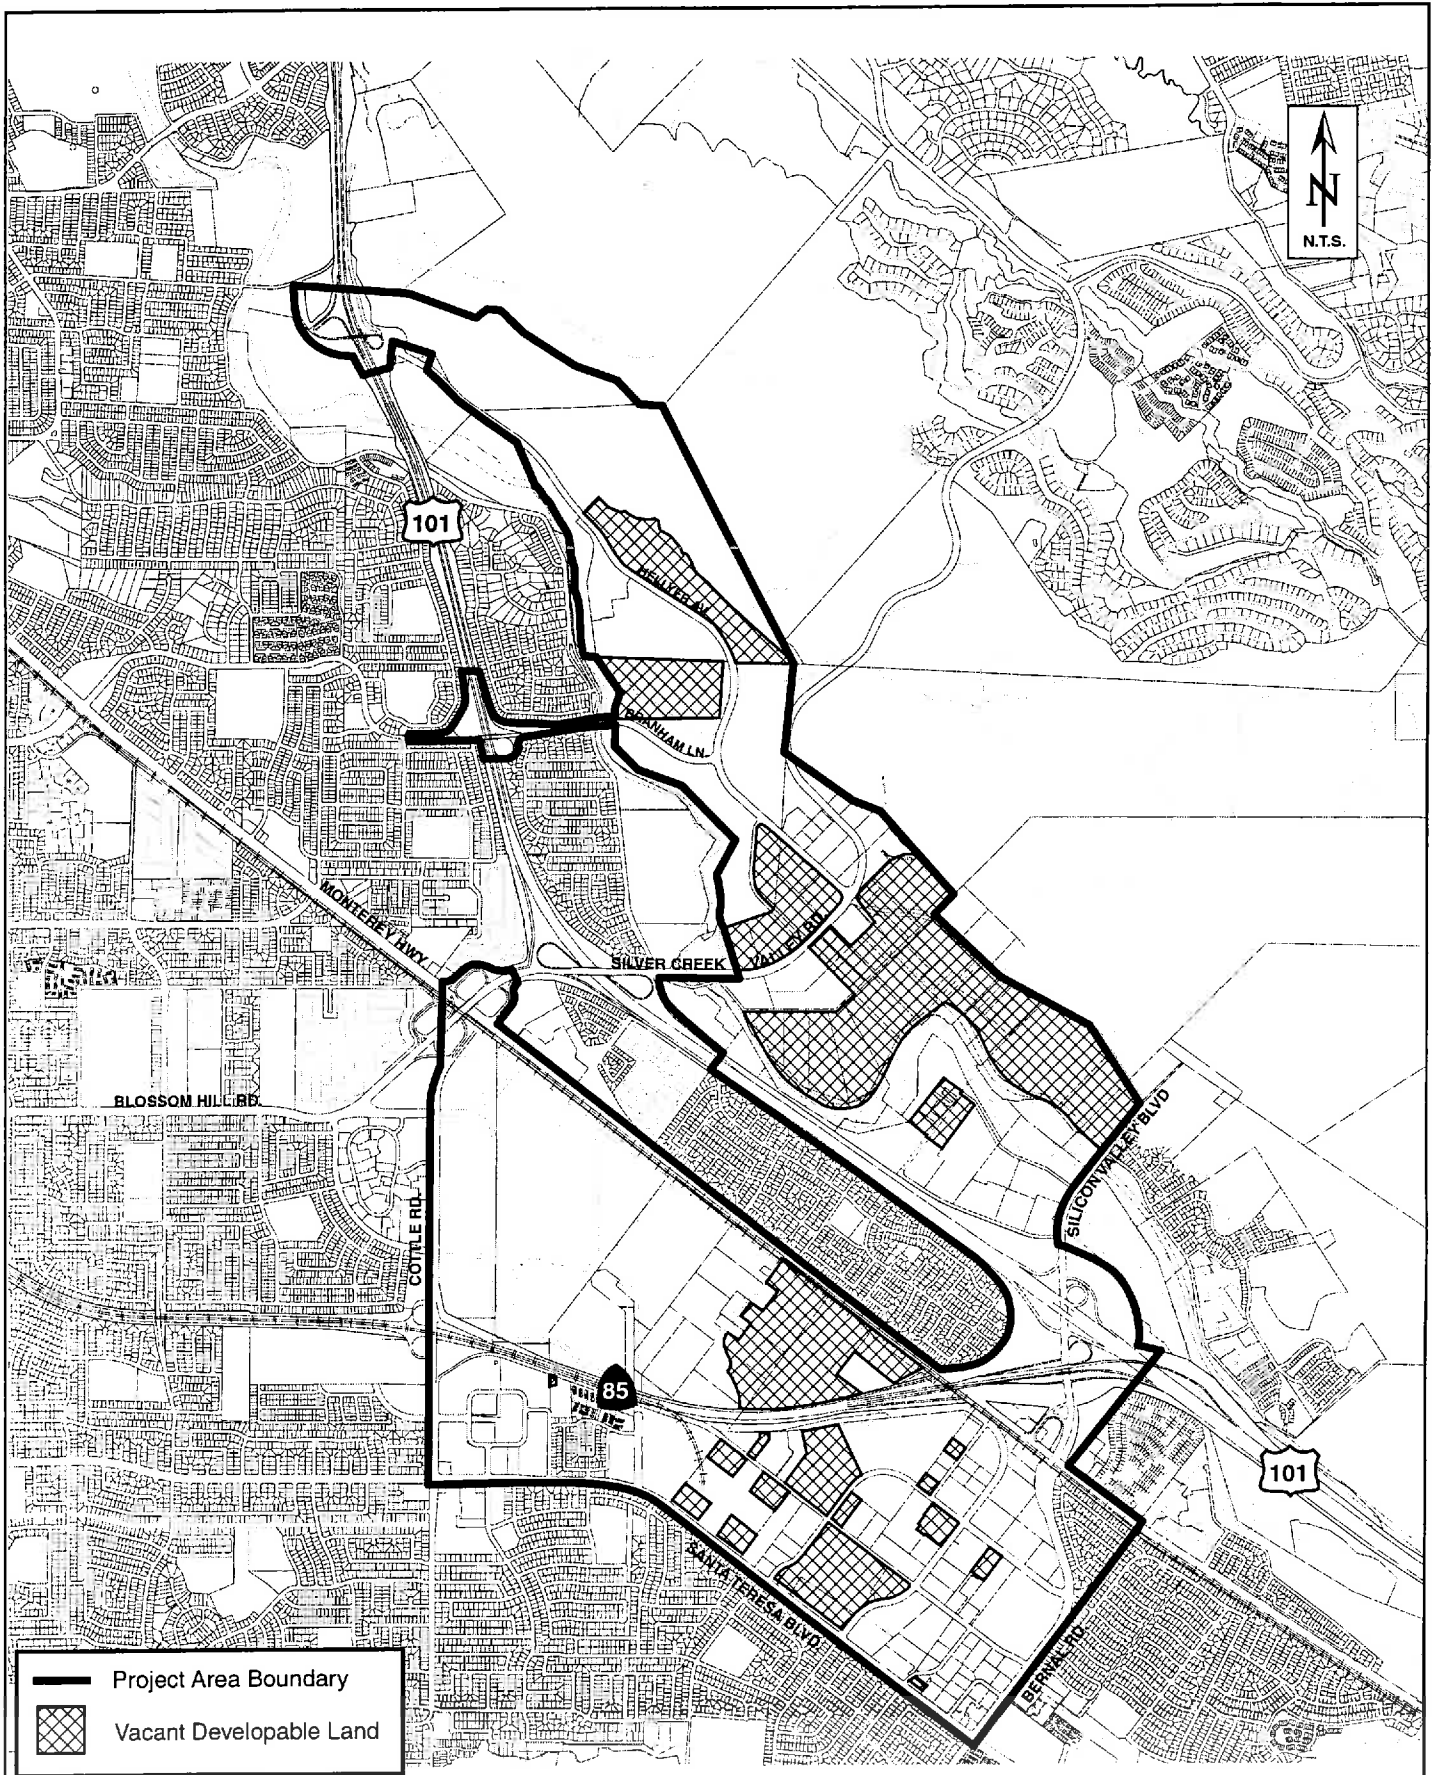 N
N.T.S.
101
HELLYER AV.
BRANHAM LN.
MONTEREY HWY
SILVER CREEK VALLEY RD.
BLOSSOM HILL RD.
SILICON VALLEY BLVD
COTTLE RD.
85
101
SANTA TERESA BLVD.
BERNAL RD
Project Area Boundary
Vacant Developable Land